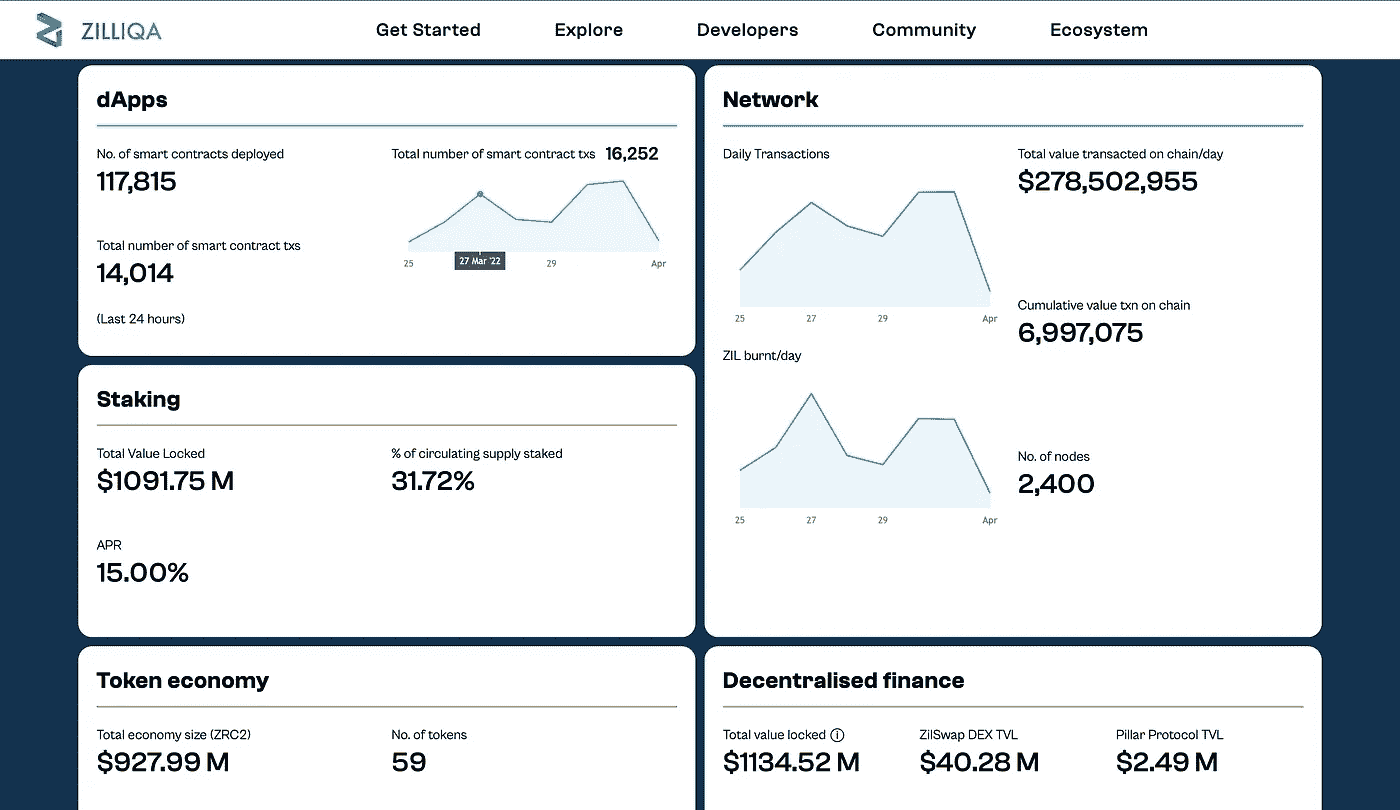 ZILLIQA
Get Started
Explore
Developers
Community
Ecosystem
dApps
No. of smart contracts deployed
117,815
Total number of smart contract txs
14,014
(Last 24 hours)
Total number of smart contract txs 16,252
27 Mar '22
25 29 Apr
Network
Daily Transactions
25 27 29 Apr
ZIL burnt/day
25 27 29 Apr
Total value transacted on chain/day
$278,502,955
Cumulative value txn on chain
6,997,075
No. of nodes
2,400
Staking
Total Value Locked
$1091.75 M
% of circulating supply staked
31.72%
APR
15.00%
Token economy
Total economy size (ZRC2)
$927.99 M
No. of tokens
59
Decentralised finance
Total value locked
$1134.52 M
ZilSwap DEX TVL
$40.28 M
Pillar Protocol TVL
$2.49 M